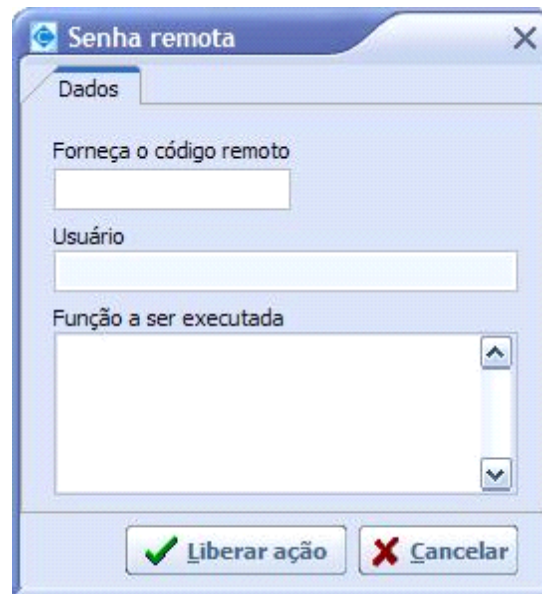 Senha remota
Dados
Forneça o código remoto
Usuário
Função a ser executada
Liberar ação
Cancelar